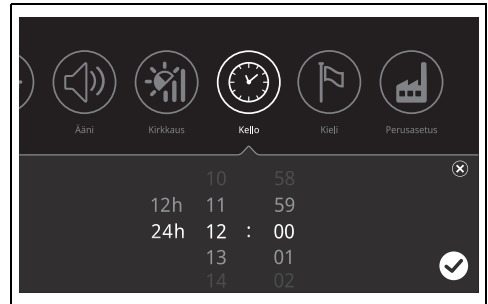 Ääni Kirkkaus Kello Kieli Perusasetus
10 58
12h 11 59
24h 12 : 00
13 01
14 02